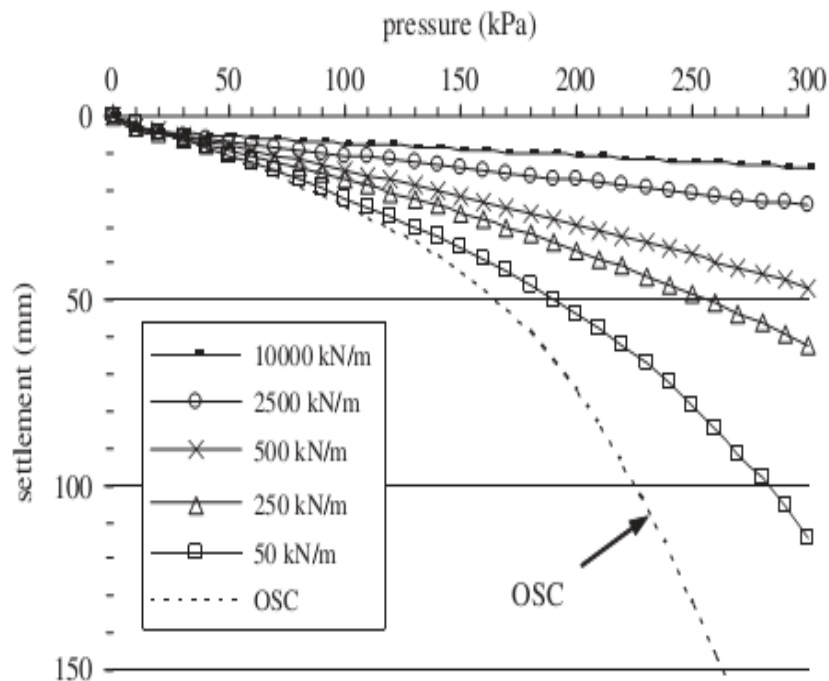 pressure (kPa)
0 50 100 150 200 250 300
0
50
100
150
settlement (mm)
10000 kN/m
2500 kN/m
500 kN/m
250 kN/m
50 kN/m
OSC
OSC